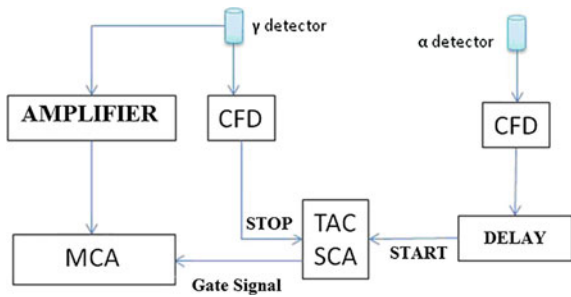 γ detector
α detector
AMPLIFIER
CFD
CFD
STOP
TAC
SCA
START
DELAY
MCA
Gate Signal